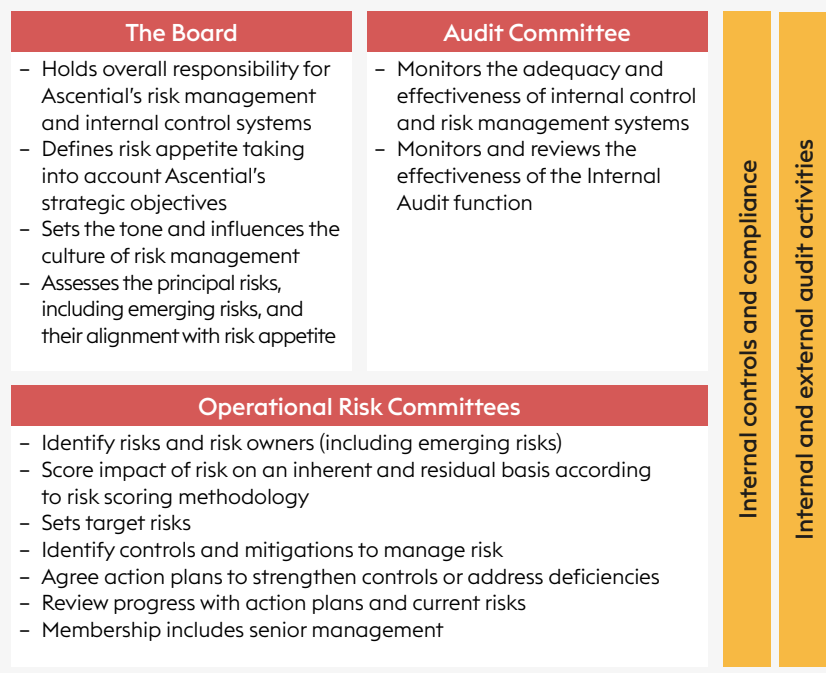 The Board
– Holds overall responsibility for
Ascential's risk management
and internal control systems
– Defines risk appetite taking
into account Ascential's
strategic objectives
– Sets the tone and influences the
culture of risk management
– Assesses the principal risks,
including emerging risks, and
their alignment with risk appetite
Audit Committee
– Monitors the adequacy and
effectiveness of internal control
and risk management systems
– Monitors and reviews the
effectiveness of the Internal
Audit function
Operational Risk Committees
– Identify risks and risk owners (including emerging risks)
– Score impact of risk on an inherent and residual basis according
to risk scoring methodology
– Sets target risks
– Identify controls and mitigations to manage risk
– Agree action plans to strengthen controls or address deficiencies
– Review progress with action plans and current risks
– Membership includes senior management
Internal controls and compliance
Internal and external audit activities